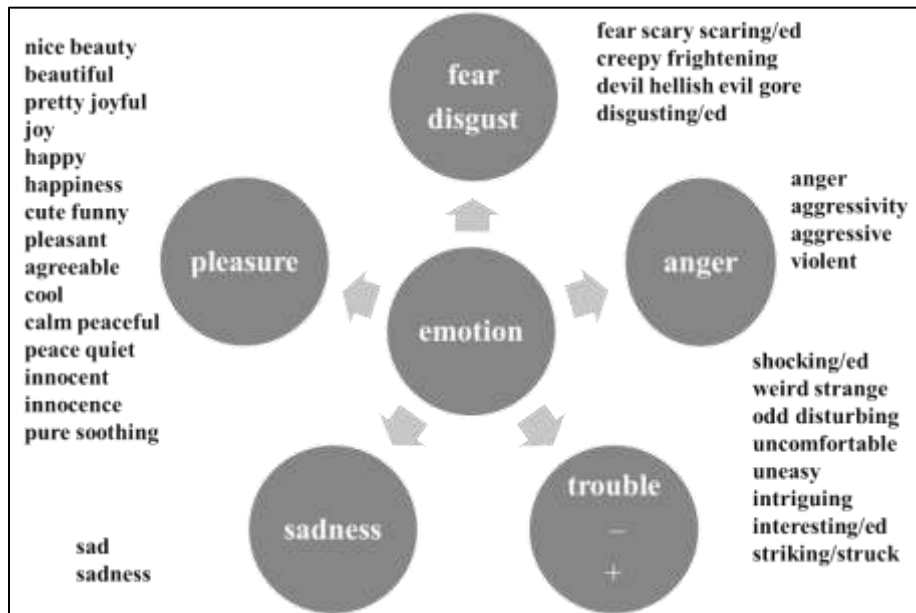 nice beauty
beautiful
pretty joyful
joy
happy
happiness
cute funny
pleasant
agreeable
cool
calm peaceful
peace quiet
innocent
innocence
pure soothing
fear
disgust
fear scary scaring/ed
creepy frightening
devil hellish evil gore
disgusting/ed
pleasure
emotion
anger
anger
aggressivity
aggressive
violent
sadness
sad
sadness
trouble
–
+
shocking/ed
weird strange
odd disturbing
uncomfortable
uneasy
intriguing
interesting/ed
striking/struck